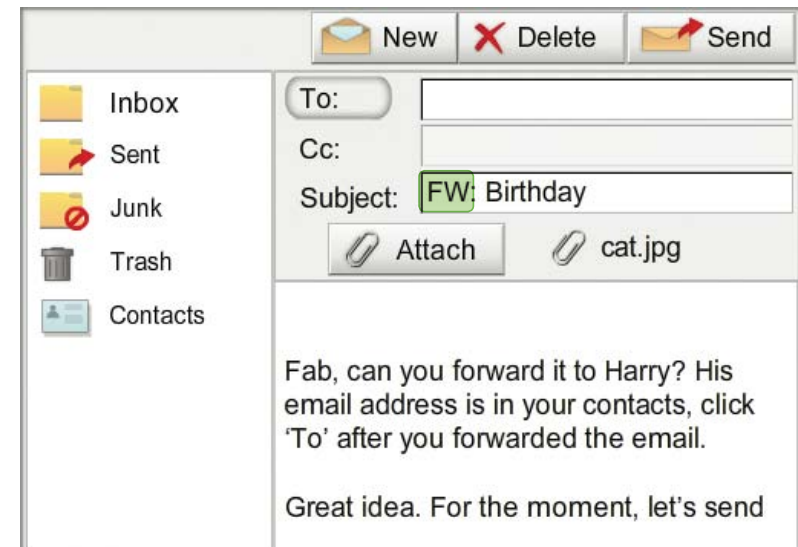 New Delete Send
Inbox
Sent
Junk
Trash
Contacts
To:
Cc:
Subject: FW: Birthday
Attach cat.jpg
Fab, can you forward it to Harry? His
email address is in your contacts, click
‘To’ after you forwarded the email.
Great idea. For the moment, let’s send